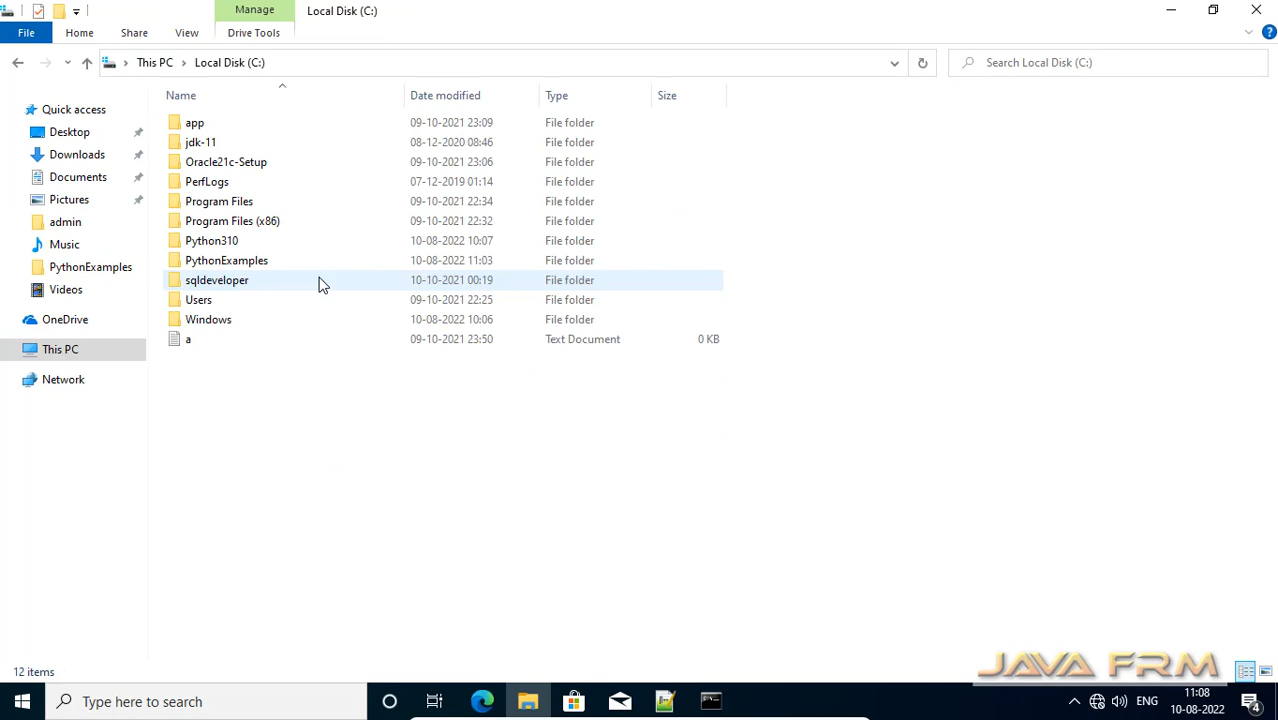 Manage
Local Disk (C:)
File
Home
Share
View
Drive Tools
This PC
Local Disk (C:)
Search Local Disk (C:)
Name
Date modified
Type
Size
Quick access
Desktop
Downloads
Documents
Pictures
admin
Music
PythonExamples
Videos
OneDrive
This PC
Network
app 09-10-2021 23:09 File folder
jdk-11 08-12-2020 08:46 File folder
Oracle21c-Setup 09-10-2021 23:06 File folder
PerfLogs 07-12-2019 01:14 File folder
Program Files 09-10-2021 22:34 File folder
Program Files (x86) 09-10-2021 22:32 File folder
Python310 10-08-2022 10:07 File folder
PythonExamples 10-08-2022 11:03 File folder
sqldeveloper 10-10-2021 00:19 File folder
Users 09-10-2021 22:25 File folder
Windows 10-08-2022 10:06 File folder
a 09-10-2021 23:50 Text Document 0 KB
12 items
JAVA FRM
Type here to search
ENG
11:08
10-08-2022
4